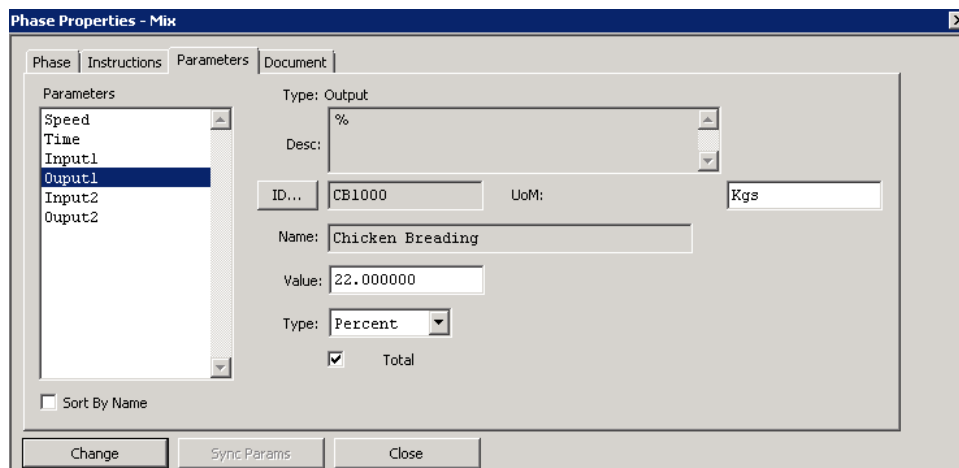 Phase Properties - Mix
Phase Instructions Parameters Document
Parameters
Speed
Time
Input1
Ouput1
Input2
Ouput2
Sort By Name
Type: Output
Desc: %
ID... CB1000 UoM: Kgs
Name: Chicken Breading
Value: 22.000000
Type: Percent
Total
Change Sync Params Close